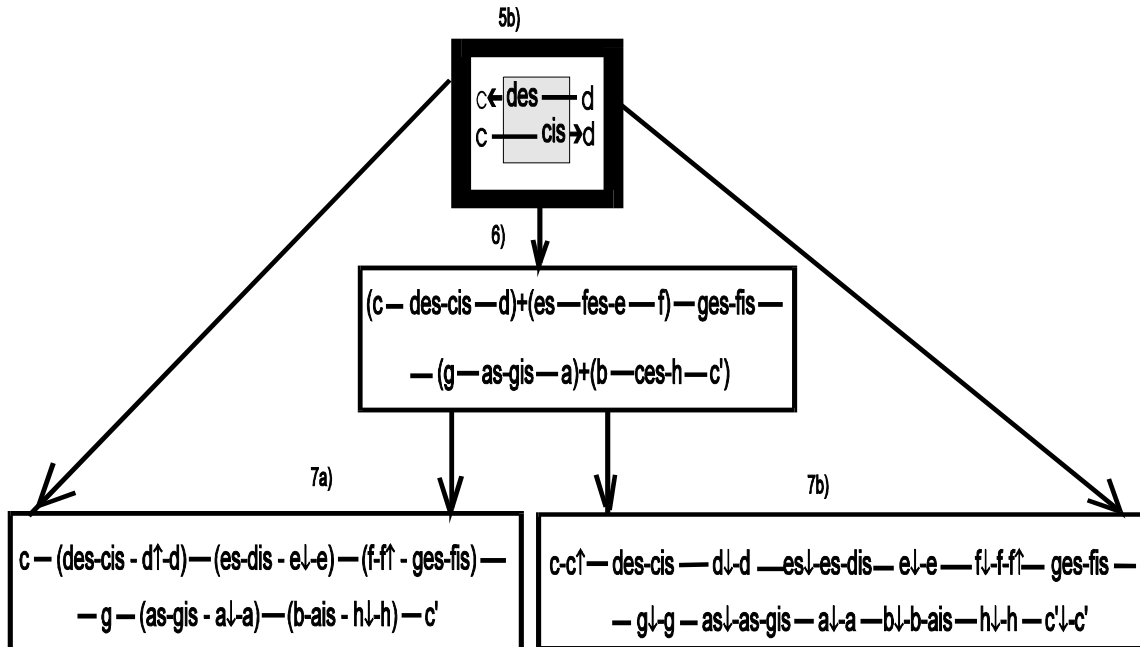 5b)
c← des — d
c — cis → d
6)
(c — des-cis — d)+(es — fes-e — f) — ges-fis —
— (g — as-gis — a)+(b — ces-h — c')
7a)
7b)
c — (des-cis - d↑-d) — (es-dis - e↓-e) — (f-f↑ - ges-fis) —
— g — (as-gis - a↓-a) — (b-ais - h↓-h) — c'
c-c↑ — des-cis — d↓-d — es↓-es-dis — e↓-e — f↓-f-f↑ — ges-fis —
— g↓-g — as↓-as-gis — a↓-a — b↓-b-ais — h↓-h — c'↓-c'